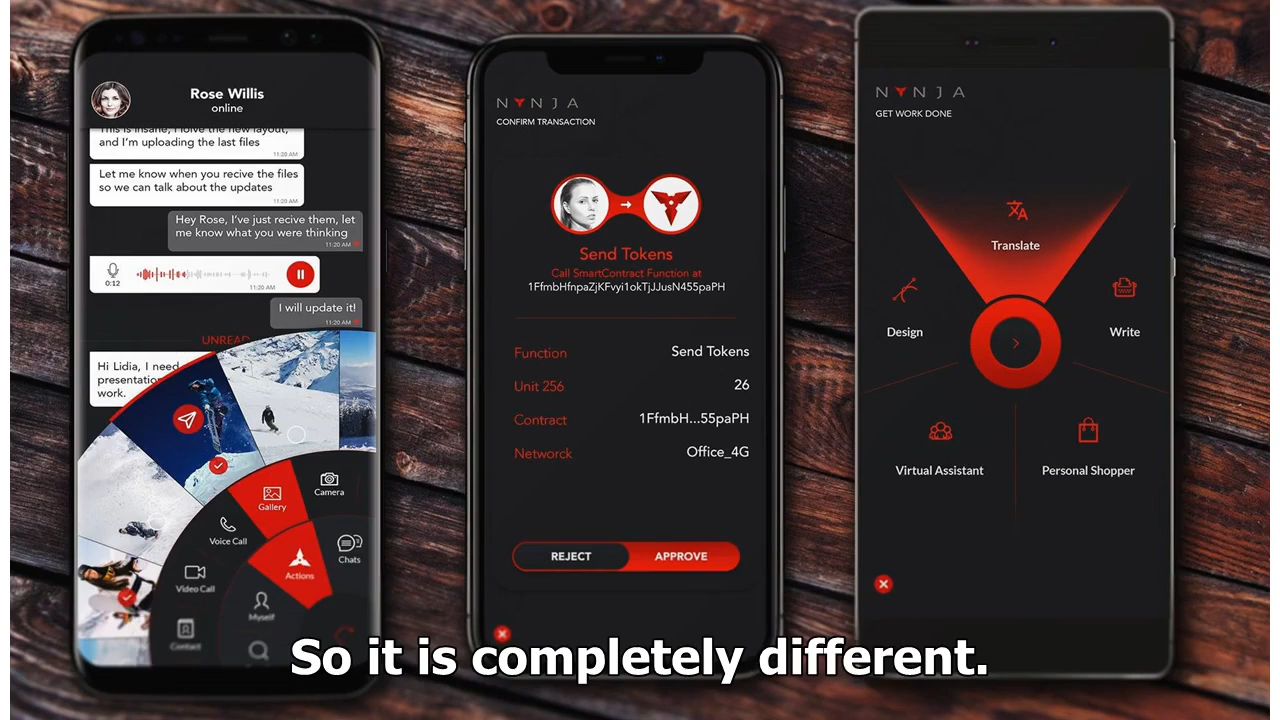 Rose Willis
online
This is insane, I lolve the new layout,
and I'm uploading the last files
11:20 AM
Let me know when you recive the files
so we can talk about the updates
11:20 AM
Hey Rose, I've just recive them, let
me know what you were thinking
11:20 AM
0:12
11:20 AM
I will update it!
11:20 AM
UNREAD
Hi Lidia, I need
presentation
work.
Camera
Gallery
Voice Call
Chats
Actions
Video Call
Myself
Contact
NYNJA
CONFIRM TRANSACTION
Send Tokens
Call SmartContract Function at
1FfmbHfnpaZjKFvyi1okTjJJusN455paPH
Function Send Tokens
Unit 256 26
Contract 1FfmbH...55paPH
Networck Office_4G
REJECT APPROVE
NYNJA
GET WORK DONE
Translate
Design
Write
Virtual Assistant
Personal Shopper
So it is completely different.